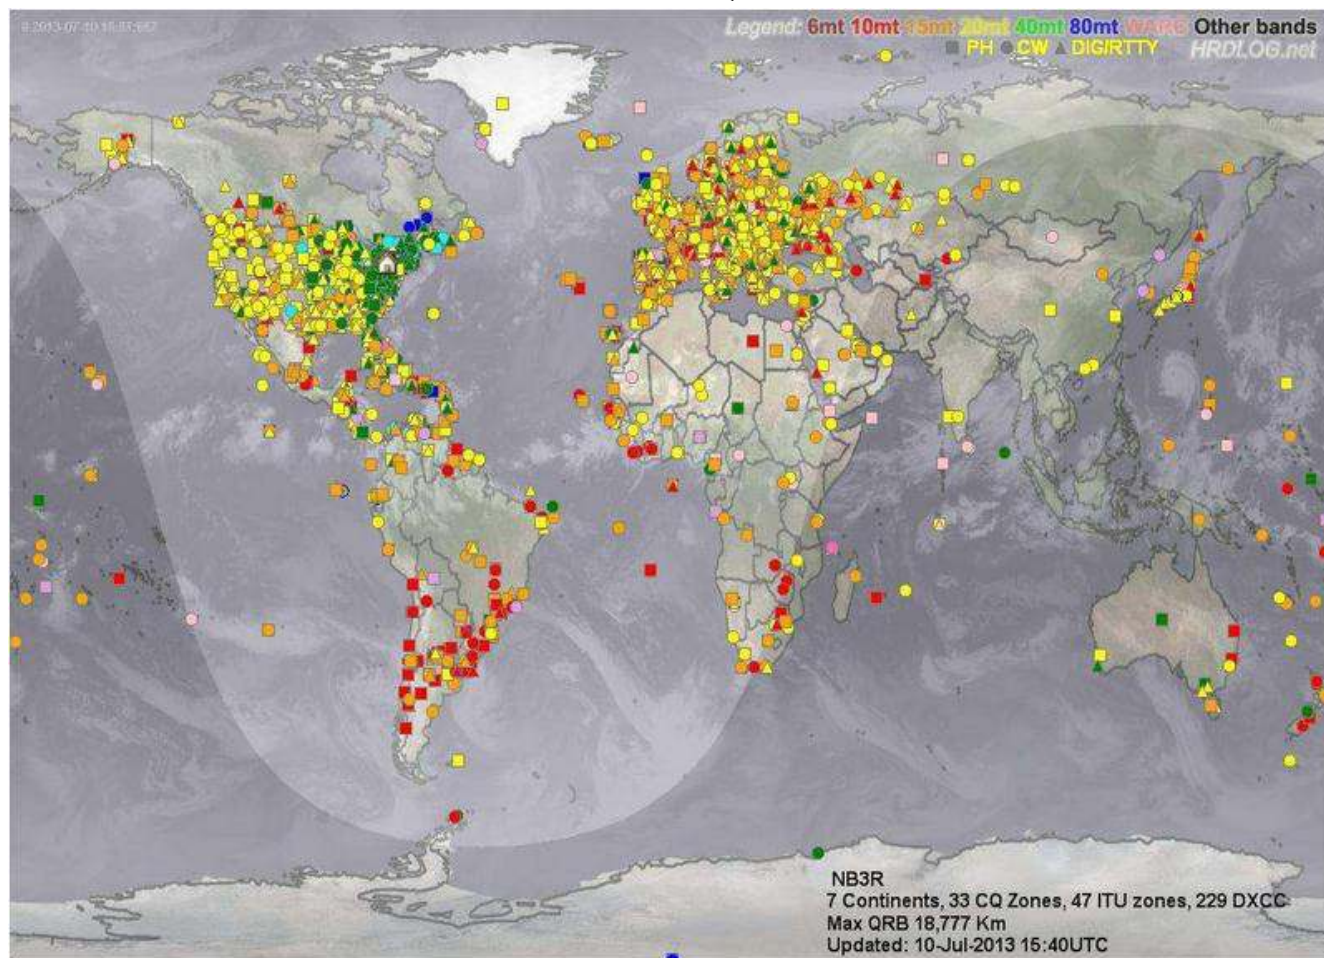 Legend: 6mt 10mt 15mt 20mt 40mt 80mt WARC Other bands
PH CW DIGI/RTTY HRDLOG.net
NB3R
7 Continents, 33 CQ Zones, 47 ITU zones, 229 DXCC
Max QRB 18,777 Km
Updated: 10-Jul-2013 15:40UTC